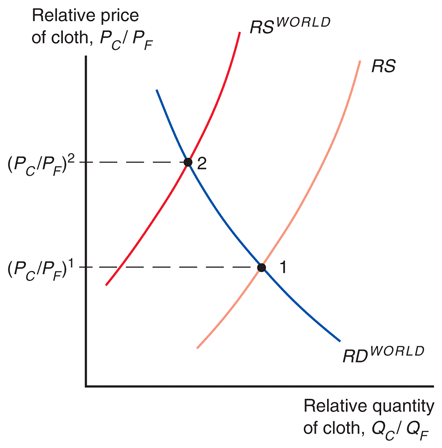 Relative price
of cloth, P_C/ P_F
RS^WORLD
RS
(P_C/P_F)^2
2
(P_C/P_F)^1
1
RD^WORLD
Relative quantity
of cloth, Q_C/ Q_F